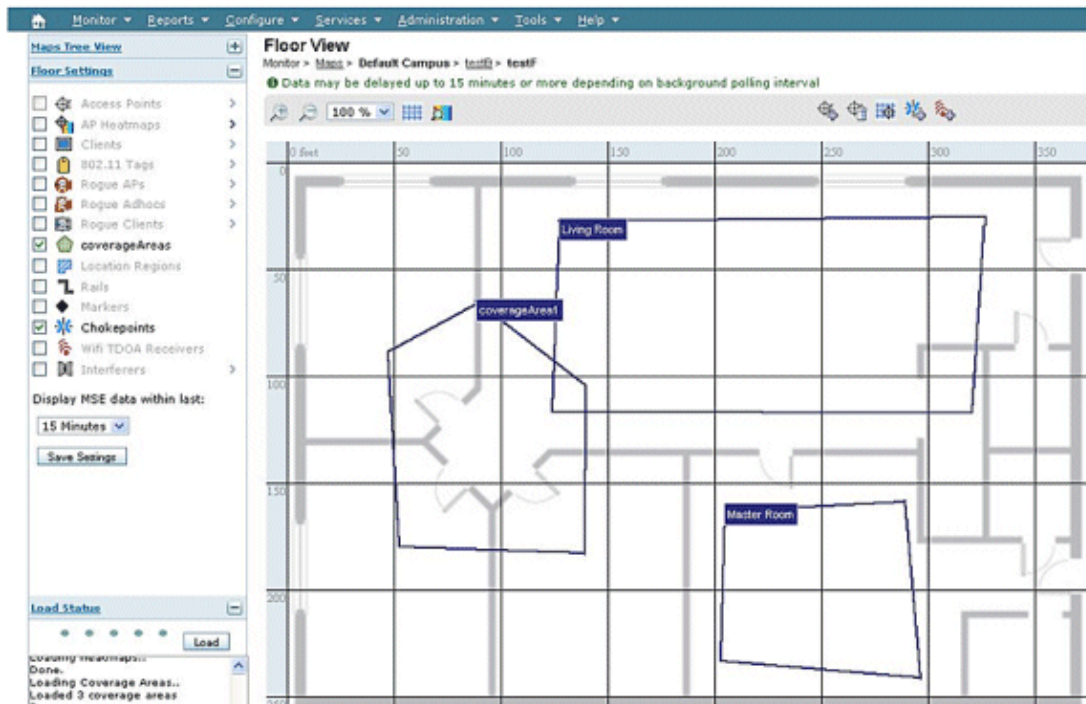 Monitor Reports Configure Services Administration Tools Help
Maps Tree View
Floor Settings
Access Points
AP Heatmaps
Clients
802.11 Tags
Rogue APs
Rogue Adhocs
Rogue Clients
coverageAreas
Location Regions
Rails
Markers
Chokepoints
Wifi TDOA Receivers
Interferers
Display MSE data within last:
15 Minutes
Save Settings
Load Status
Load
Loading Heatmaps..
Done.
Loading Coverage Areas..
Loaded 3 coverage areas
Floor View
Monitor > Maps > Default Campus > testB > testF
Data may be delayed up to 15 minutes or more depending on background polling interval
100 %
0 feet 50 100 150 200 250 300 350
0
50
100
150
200
250
Living Room
coverageArea1
Master Room